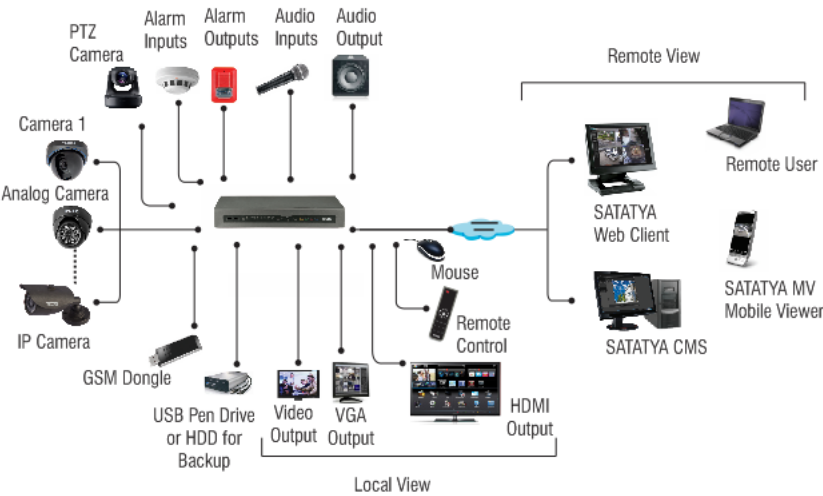 PTZ
Camera
Alarm
Inputs
Alarm
Outputs
Audio
Inputs
Audio
Output
Remote View
Camera 1
Analog Camera
IP Camera
GSM Dongle
USB Pen Drive
or HDD for
Backup
Video
Output
VGA
Output
HDMI
Output
Mouse
Remote
Control
Local View
SATATYA
Web Client
Remote User
SATATYA CMS
SATATYA MV
Mobile Viewer